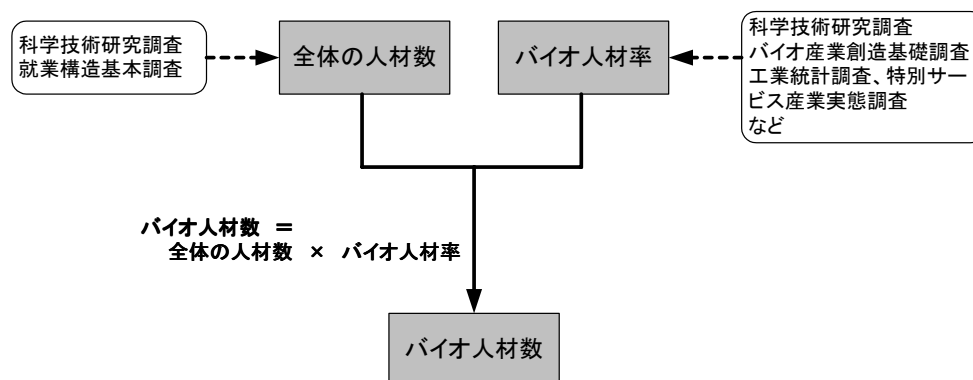 科学技術研究調査
就業構造基本調査
全体の人材数
バイオ人材率
科学技術研究調査
バイオ産業創造基礎調査
工業統計調査、特別サー
ビス産業実態調査
など
バイオ人材数 ＝
全体の人材数 × バイオ人材率
バイオ人材数